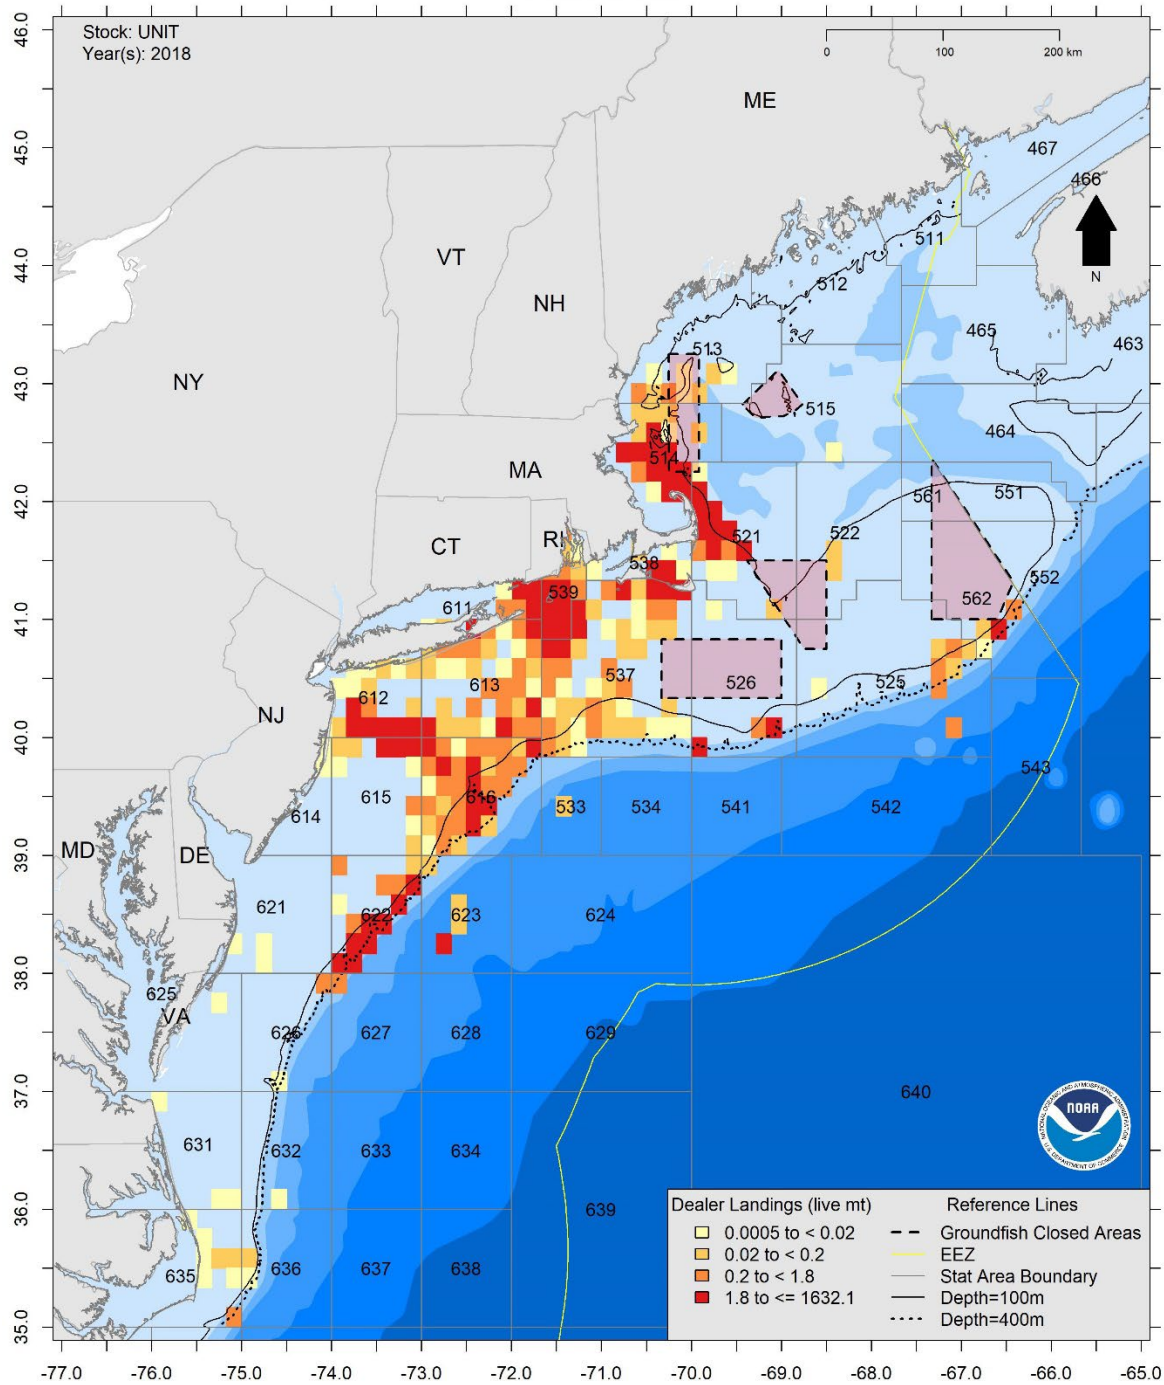 46.0
Stock: UNIT
Year(s): 2018
0 100 200 km
ME
45.0
467
466
VT
511
44.0
N
512
NH
465
463
513
43.0
NY
515
464
514
MA
42.0
561
551
521
522
CT
RI
538
552
611
539
562
41.0
537
613
526
525
612
NJ
40.0
543
615
616
533
534
541
542
614
39.0
MD
DE
621
622
623
624
38.0
625
VA
626
627
628
629
37.0
640
NOAA
NATIONAL OCEANIC AND ATMOSPHERIC ADMINISTRATION
U.S. DEPARTMENT OF COMMERCE
631
632
633
634
36.0
639
635
636
637
638
35.0
Dealer Landings (live mt)
0.0005 to < 0.02
0.02 to < 0.2
0.2 to < 1.8
1.8 to <= 1632.1
Reference Lines
Groundfish Closed Areas
EEZ
Stat Area Boundary
Depth=100m
Depth=400m
-77.0 -76.0 -75.0 -74.0 -73.0 -72.0 -71.0 -70.0 -69.0 -68.0 -67.0 -66.0 -65.0